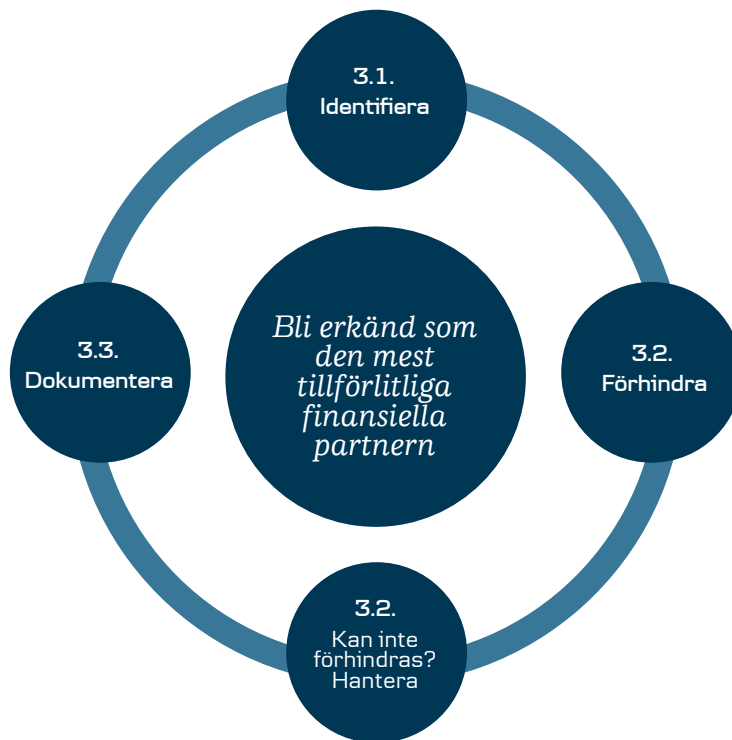 3.1.
Identifiera
3.2.
Förhindra
3.2.
Kan inte
förhindras?
Hantera
3.3.
Dokumentera
Bli erkänd som
den mest
tillförlitliga
finansiella
partnern